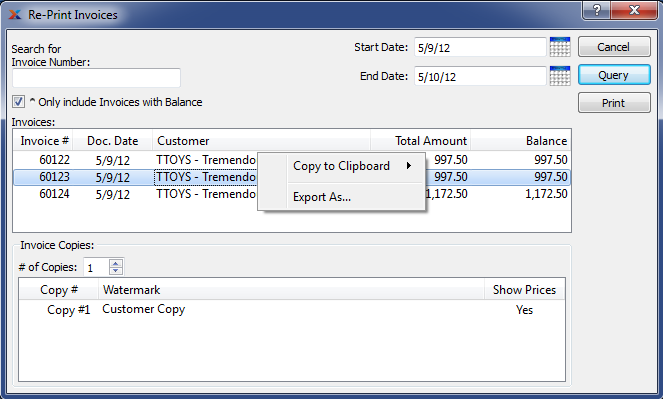 Re-Print Invoices
Search for
Invoice Number:
Start Date: 5/9/12
End Date: 5/10/12
Cancel
Query
Print
^ Only include Invoices with Balance
Invoices:
Invoice # Doc. Date Customer Total Amount Balance
60122 5/9/12 TTOYS - Tremendo 997.50 997.50
60123 5/9/12 TTOYS - Tremendo 997.50 997.50
60124 5/9/12 TTOYS - Tremendo 1,172.50 1,172.50
Copy to Clipboard
Export As...
Invoice Copies:
# of Copies: 1
Copy # Watermark Show Prices
Copy #1 Customer Copy Yes